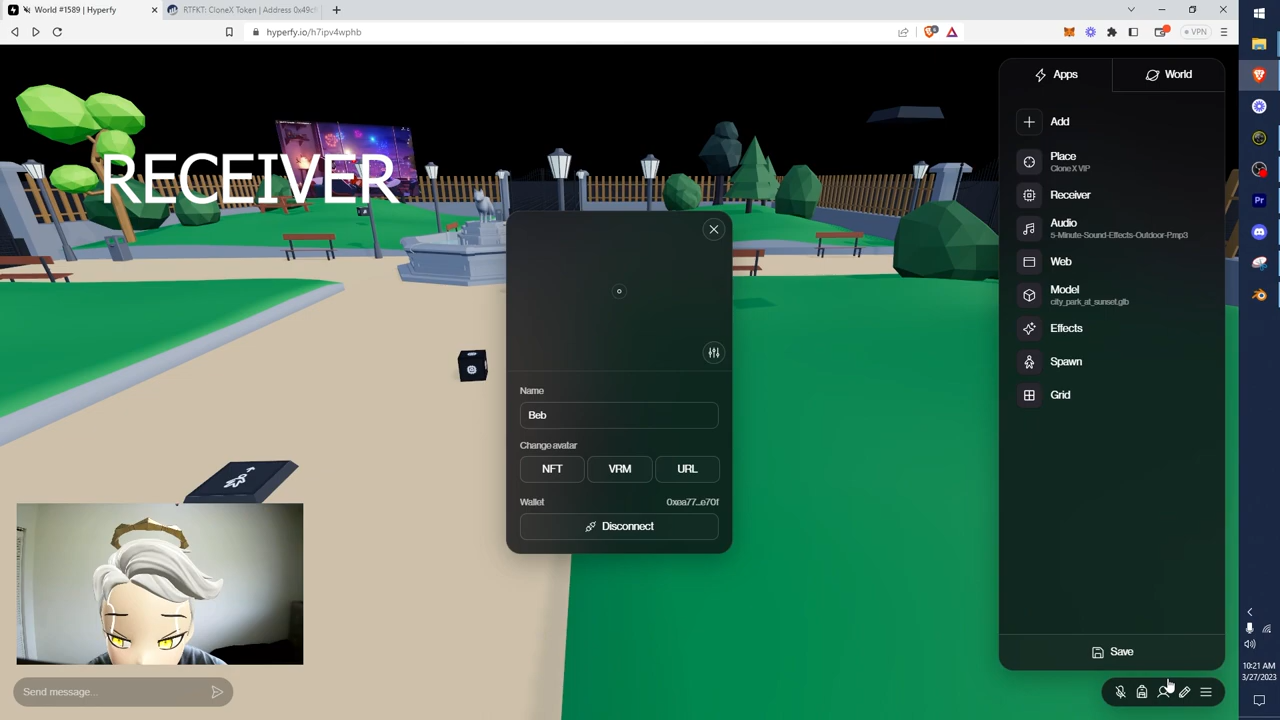 World #1589 | Hyperfy
RTFKT: CloneX Token | Address 0x49c
hyperfy.io/h7ipv4wphb
VPN
RECEIVER
Apps
World
Add
Place
Clone X VIP
Receiver
Audio
5-Minute-Sound-Effects-Outdoor-P.mp3
Web
Model
city_park_at_sunset.glb
Effects
Spawn
Grid
Save
Name
Beb
Change avatar
NFT
VRM
URL
Wallet
0xea77...e70f
Disconnect
Send message...
Pr
10:21 AM
3/27/2023